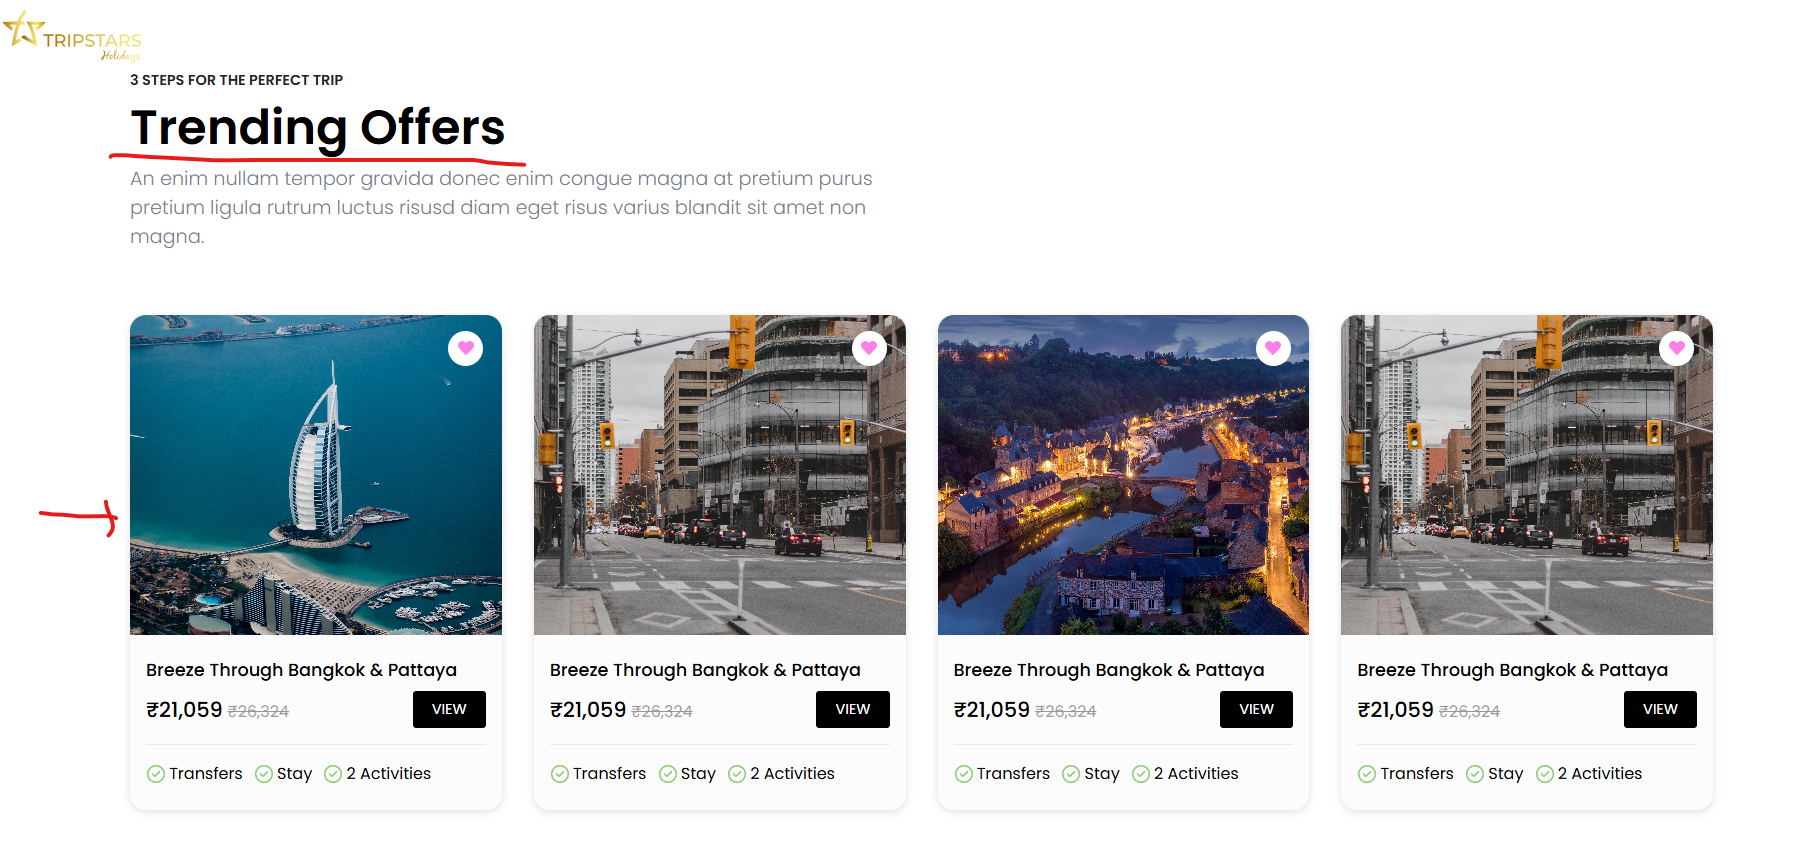 TRIPSTARS
Holidays
3 STEPS FOR THE PERFECT TRIP
Trending Offers
An enim nullam tempor gravida donec enim congue magna at pretium purus
pretium ligula rutrum luctus risusd diam eget risus varius blandit sit amet non
magna.
Breeze Through Bangkok & Pattaya
₹21,059 ₹26,324 VIEW
Transfers Stay 2 Activities
Breeze Through Bangkok & Pattaya
₹21,059 ₹26,324 VIEW
Transfers Stay 2 Activities
Breeze Through Bangkok & Pattaya
₹21,059 ₹26,324 VIEW
Transfers Stay 2 Activities
Breeze Through Bangkok & Pattaya
₹21,059 ₹26,324 VIEW
Transfers Stay 2 Activities